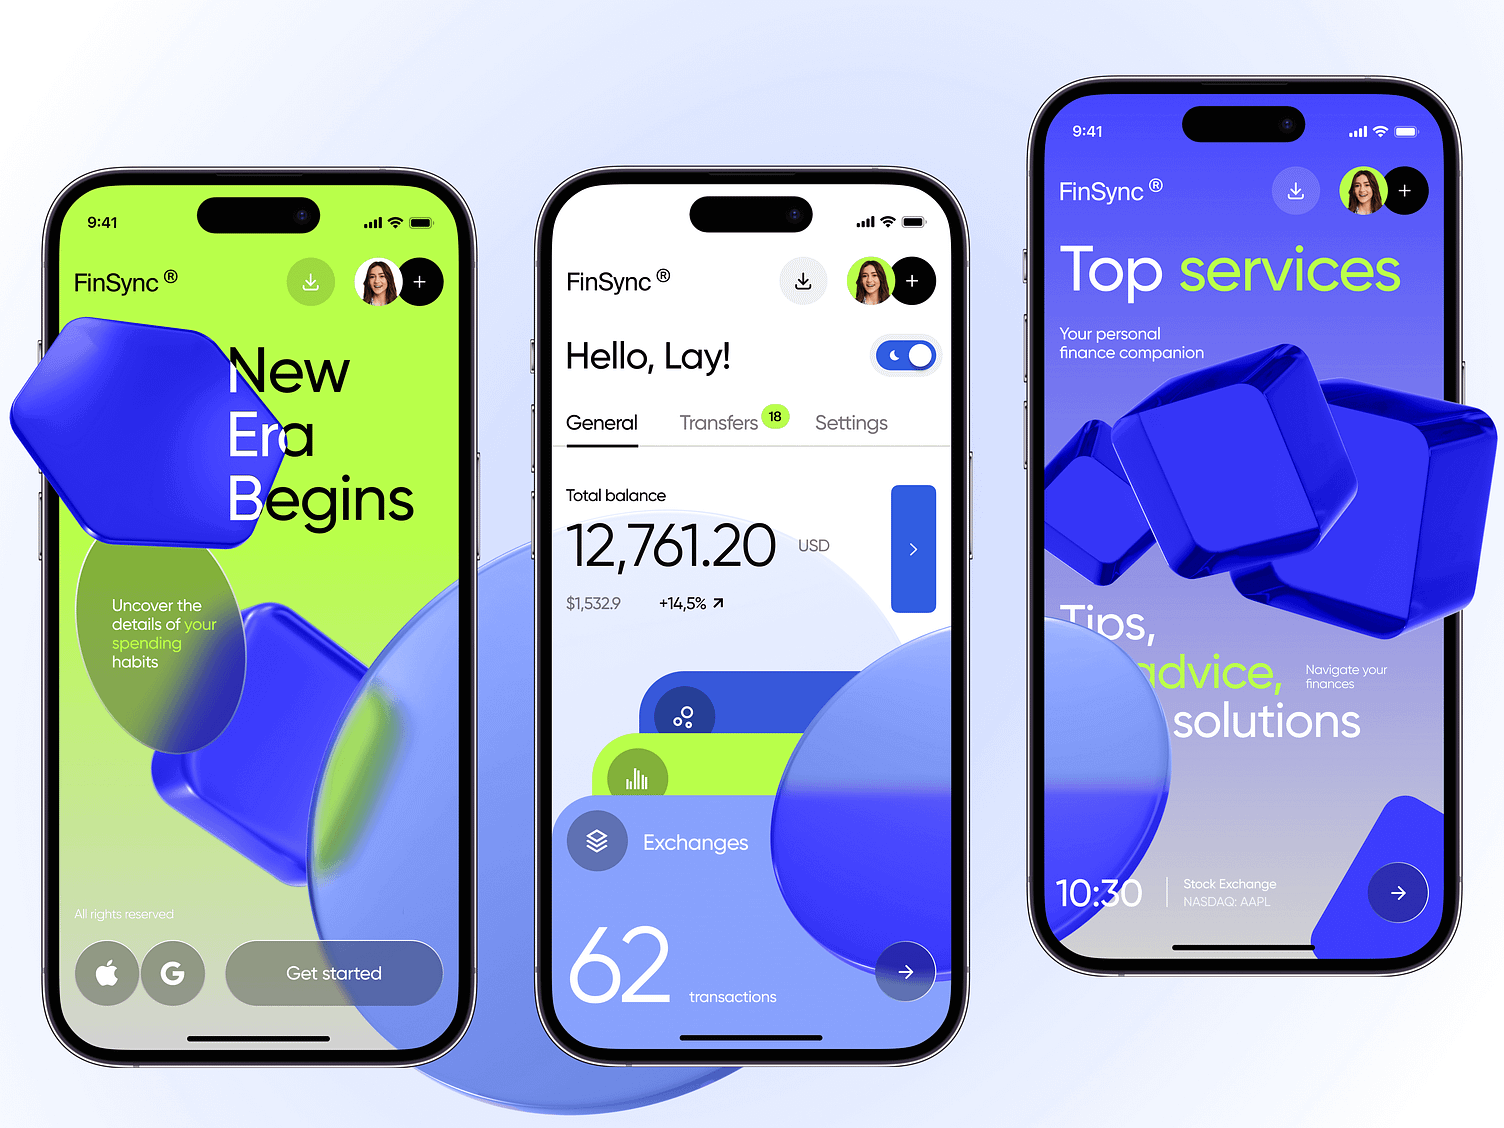 9:41
FinSync ®
New
Era
Begins
Uncover the
details of your
spending
habits
All rights reserved
G
Get started
9:41
FinSync ®
Hello, Lay!
General
Transfers 18
Settings
Total balance
12,761.20 USD
$1,532.9
+14,5%
Exchanges
62 transactions
9:41
FinSync ®
Top services
Your personal
finance companion
Tips,
advice,
Navigate your
finances
solutions
10:30
Stock Exchange
NASDAQ: AAPL